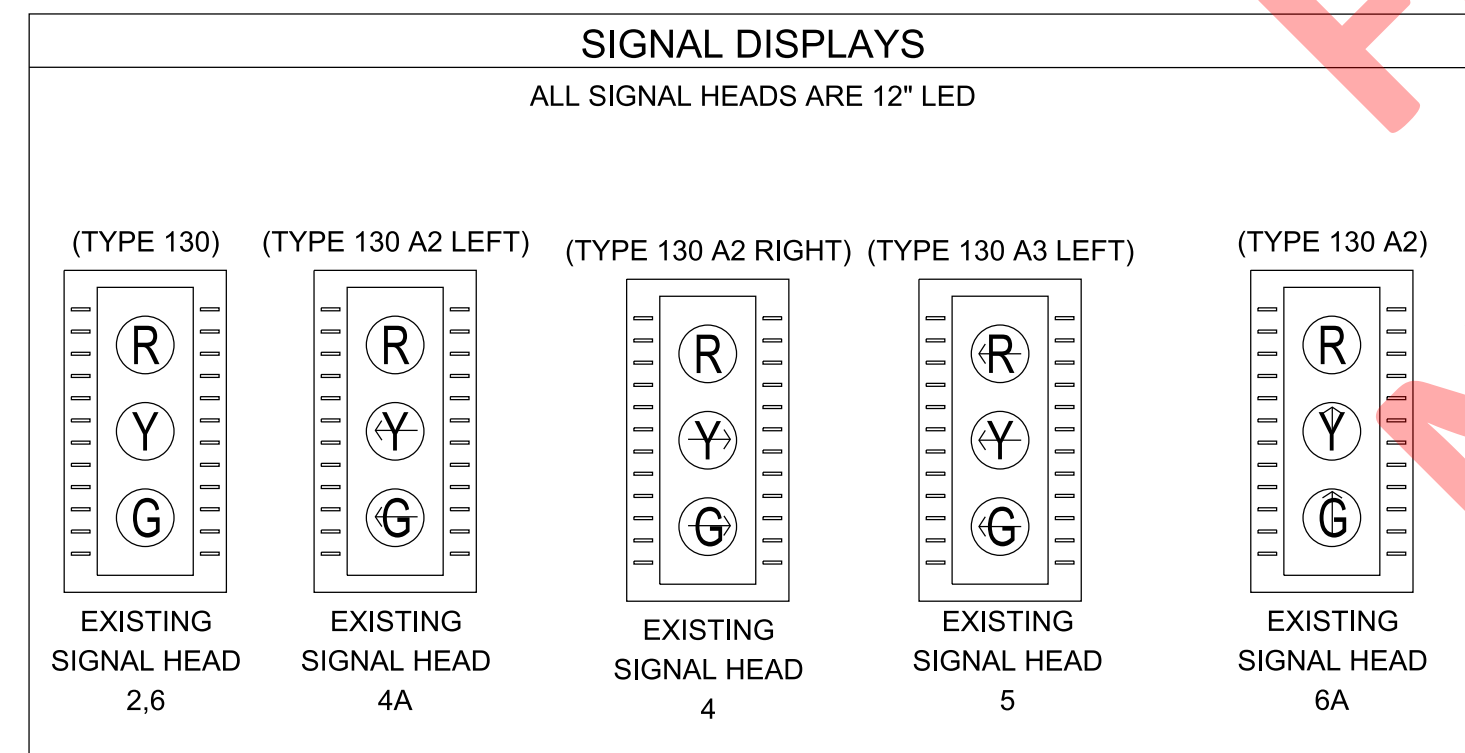 SIGNAL DISPLAYS
ALL SIGNAL HEADS ARE 12" LED
(TYPE 130)
R
Y
G
EXISTING
SIGNAL HEAD
2,6
(TYPE 130 A2 LEFT)
R
Y
G
EXISTING
SIGNAL HEAD
4A
(TYPE 130 A2 RIGHT)
R
Y
G
EXISTING
SIGNAL HEAD
4
(TYPE 130 A3 LEFT)
R
Y
G
EXISTING
SIGNAL HEAD
5
(TYPE 130 A2)
R
Y
G
EXISTING
SIGNAL HEAD
6A